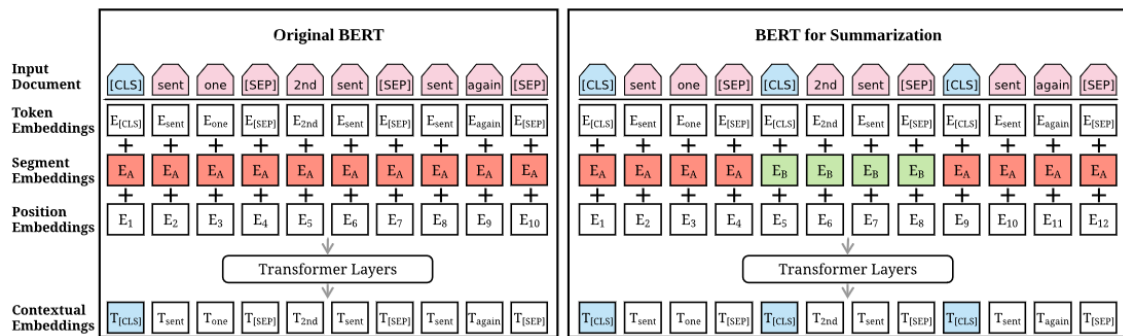 Original BERT
BERT for Summarization
Input Document
[CLS] sent one [SEP] 2nd sent [SEP] sent again [SEP]
[CLS] sent one [SEP] [CLS] 2nd sent [SEP] [CLS] sent again [SEP]
Token Embeddings
E[CLS] Esent Eone E[SEP] E2nd Esent E[SEP] Esent Eagain E[SEP]
E[CLS] Esent Eone E[SEP] E[CLS] E2nd Esent E[SEP] E[CLS] Esent Eagain E[SEP]
+ + + + + + + + + +
+ + + + + + + + + + + +
Segment Embeddings
EA EA EA EA EA EA EA EA EA EA
EA EA EA EA EB EB EB EB EA EA EA EA
+ + + + + + + + + +
+ + + + + + + + + + + +
Position Embeddings
E1 E2 E3 E4 E5 E6 E7 E8 E9 E10
E1 E2 E3 E4 E5 E6 E7 E8 E9 E10 E11 E12
Transformer Layers
Transformer Layers
Contextual Embeddings
T[CLS] Tsent Tone T[SEP] T2nd Tsent T[SEP] Tsent Tagain T[SEP]
T[CLS] Tsent Tone T[SEP] T[CLS] T2nd Tsent T[SEP] T[CLS] Tsent Tagain T[SEP]